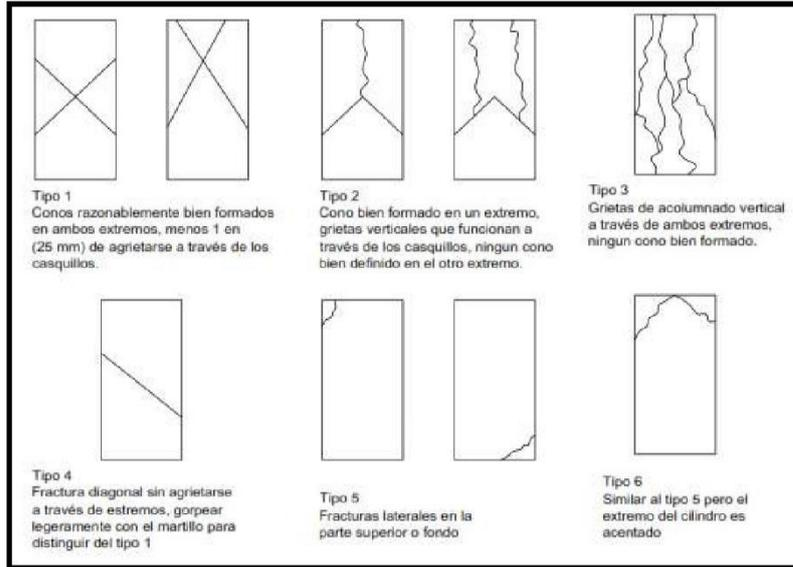 Tipo 1
Conos razonablemente bien formados
en ambos extremos, menos 1 en
(25 mm) de agrietarse a través de los
casquillos.
Tipo 2
Cono bien formado en un extremo,
grietas verticales que funcionan a
través de los casquillos, ningun cono
bien definido en el otro extremo.
Tipo 3
Grietas de acolumnado vertical
a través de ambos extremos,
ningun cono bien formado.
Tipo 4
Fractura diagonal sin agrietarse
a través de estremos, gorpear
legeramente con el martillo para
distinguir del tipo 1
Tipo 5
Fracturas laterales en la
parte superior o fondo
Tipo 6
Similar al tipo 5 pero el
extremo del cilindro es
acentado